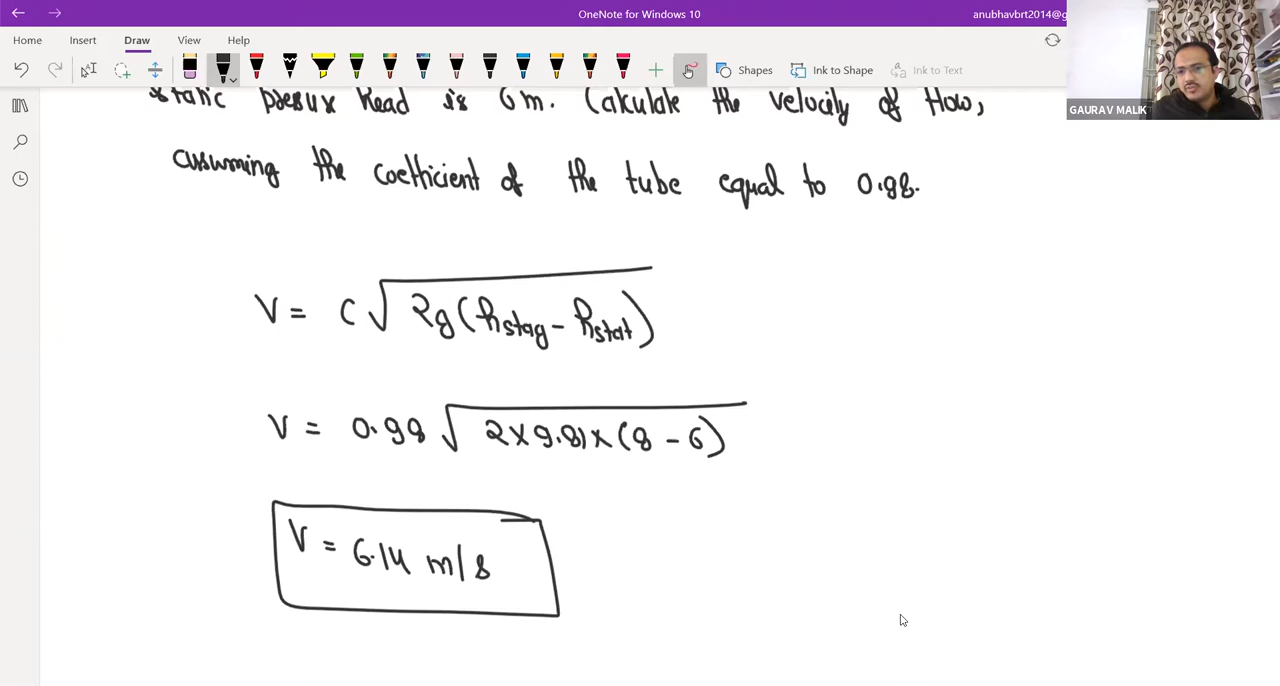 OneNote for Windows 10
anubhavbrt2014@g
Home Insert Draw View Help
Shapes Ink to Shape Ink to Text
GAURAV MALIK
static head is 6m. Calculate the velocity of flow,
assuming the coefficient of the tube equal to 0.98.
V = C√2g(hstag - hstat)
V = 0.98 √2×9.81×(8 - 6)
V = 6.14 m/s